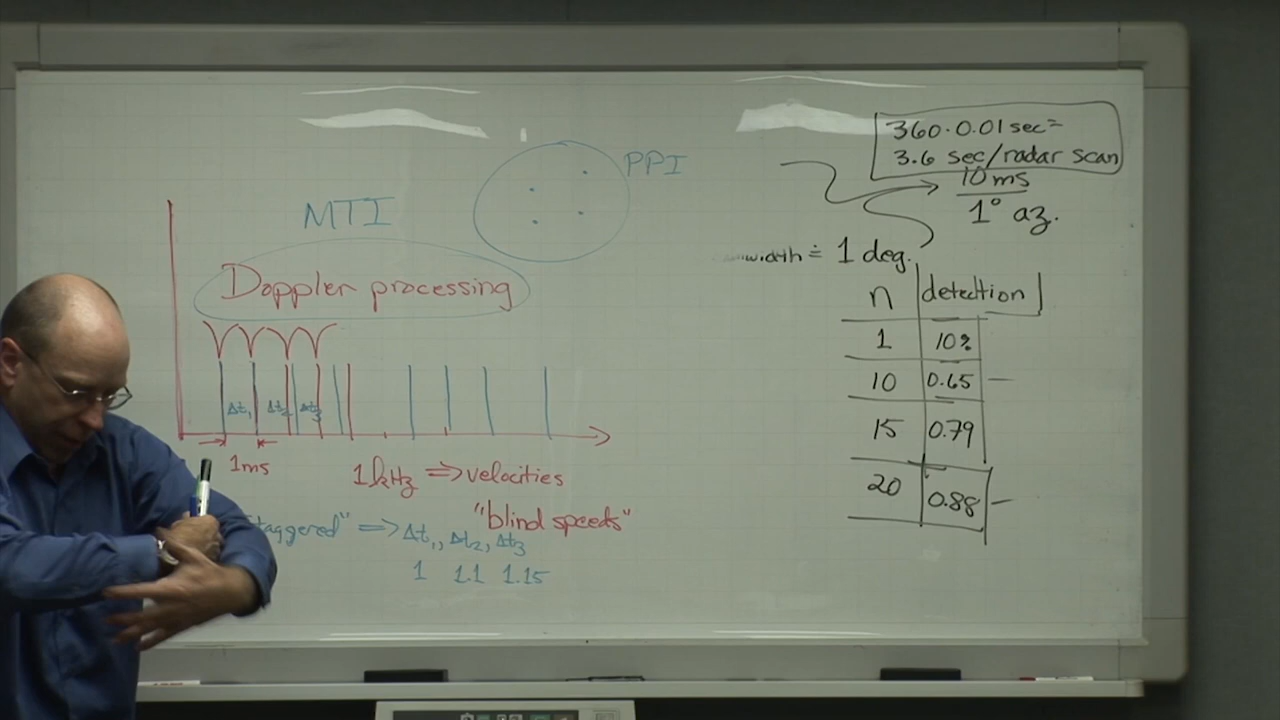 360·0.01 sec=
3.6 sec/radar scan
10 ms
1° az.
PPI
MTI
Doppler processing
width ≐ 1 deg.
n detection
1 10%
10 0.65
15 0.79
20 0.88
Δt₁ Δt₂ Δt₃
1ms
1kHz ⇒ velocities
"blind speeds"
taggered" ⇒ Δt₁, Δt₂, Δt₃
1 1.1 1.15